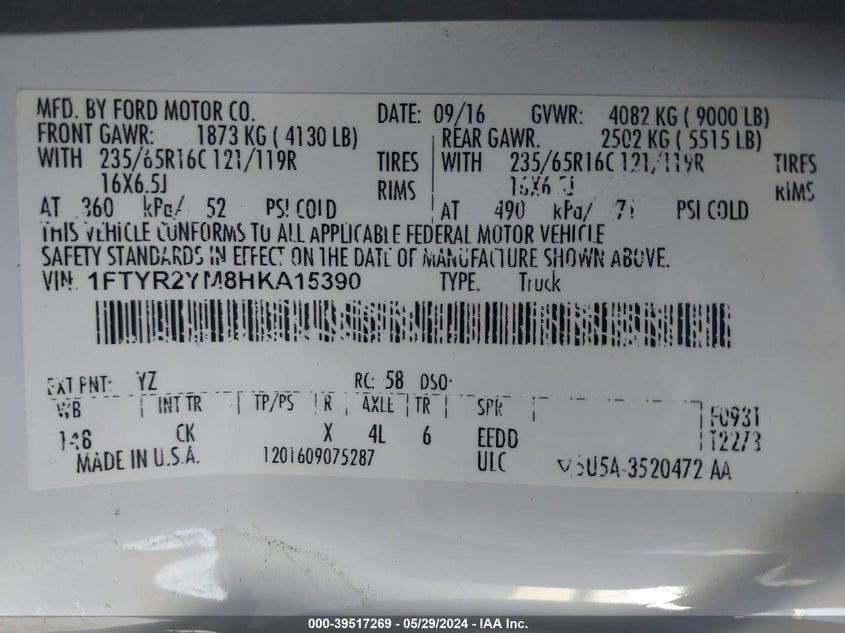 MFD. BY FORD MOTOR CO. DATE: 09/16 GVWR: 4082 KG ( 9000 LB)
FRONT GAWR: 1873 KG ( 4130 LB) REAR GAWR. 2502 KG ( 5515 LB)
WITH 235/65R16C 121/119R TIRES WITH 235/65R16C 121/119R TIRES
16X6.5J RIMS 16X6.5J RIMS
AT 360 kPa/ 52 PSI COLD AT 490 kPa/ 71 PSI COLD
THIS VEHICLE CONFORMS TO ALL APPLICABLE FEDERAL MOTOR VEHICLE
SAFETY STANDARDS IN EFFECT ON THE DATE OF MANUFACTURE SHOWN ABOVE.
VIN: 1FTYR2YM8HKA15390 TYPE. Truck
EXT PNT: YZ RC: 58 DSO:
WB INT TR TP/PS R AXLE TR SPR F0931
148 CK X 4L 6 EEDD T2273
MADE IN U.S.A. 1201609075287 ULC 3520472 AA
000-39517269 - 05/29/2024 - IAA Inc.